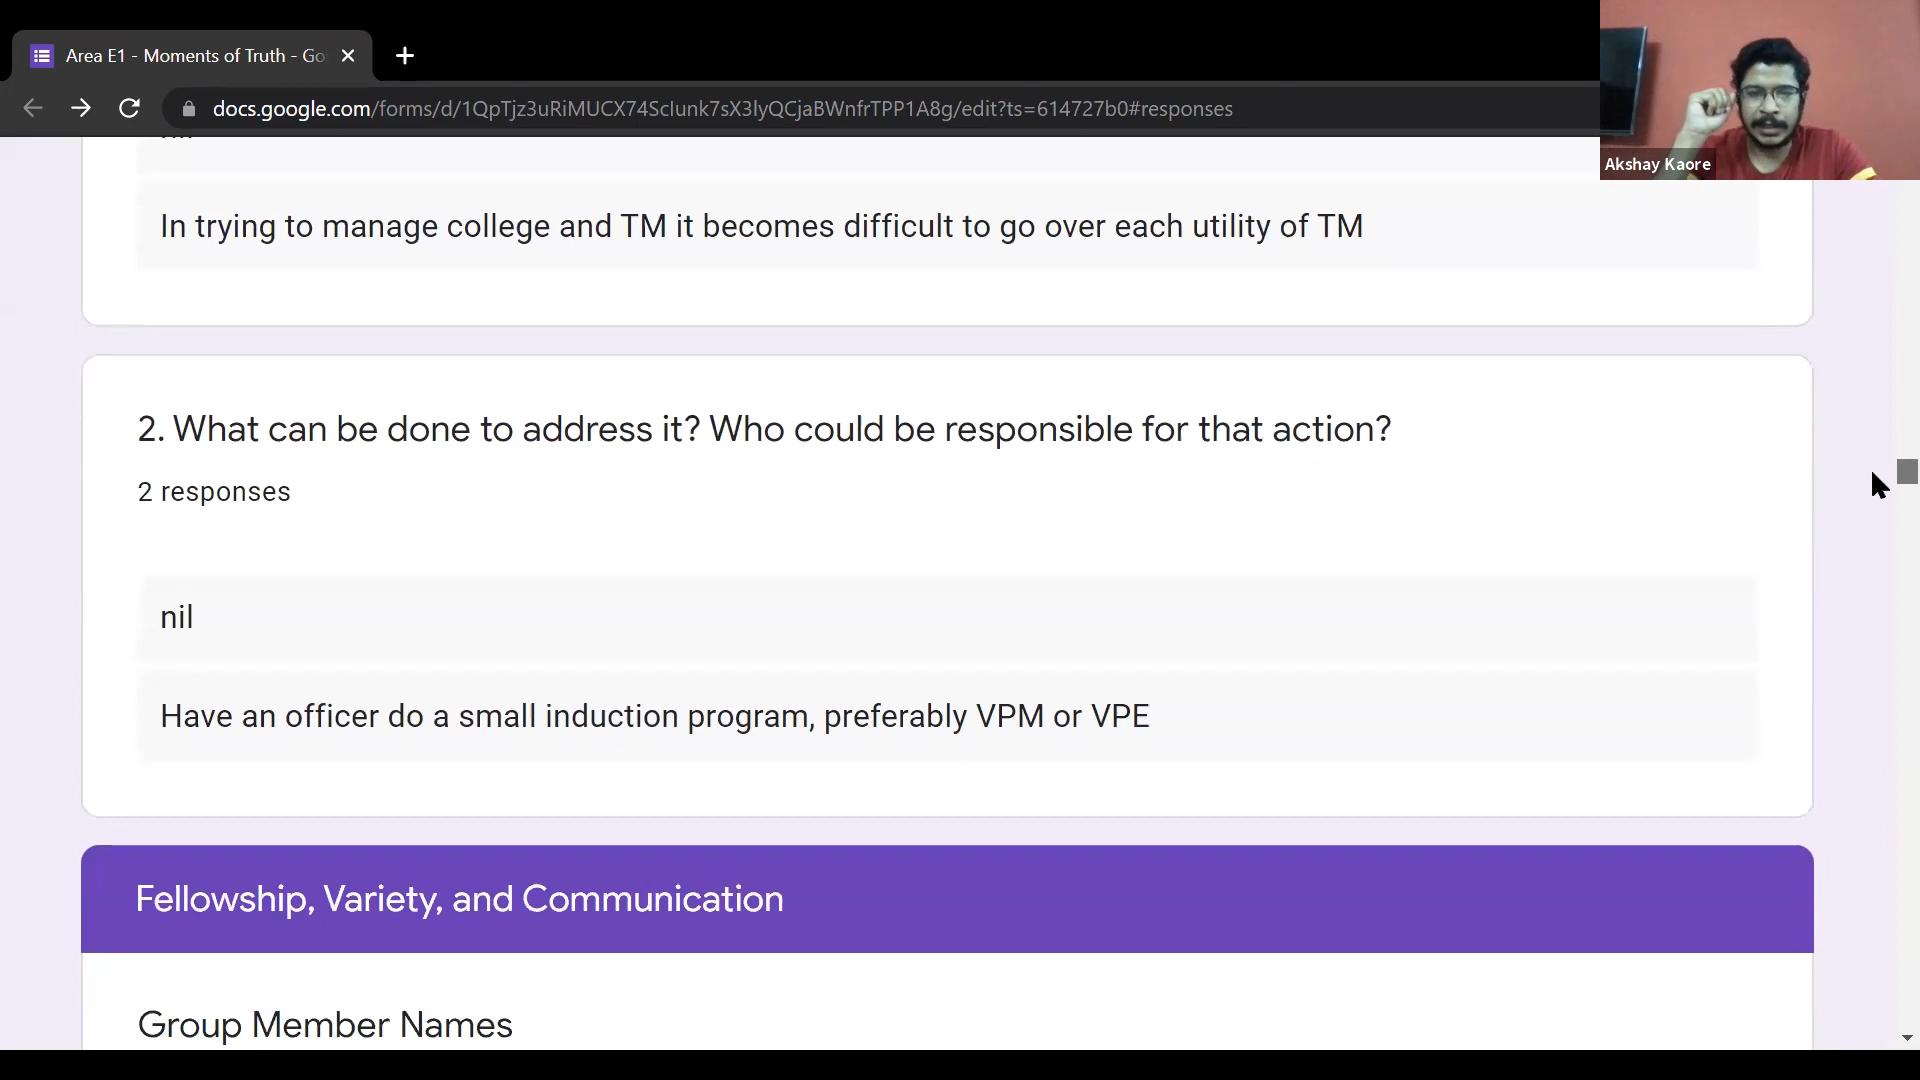 Area E1 - Moments of Truth - Go
docs.google.com/forms/d/1QpTjz3uRiMUCX74ScIunk7sX3lyQCjaBWnfrTPP1A8g/edit?ts=614727b0#responses
Akshay Kaore
In trying to manage college and TM it becomes difficult to go over each utility of TM
2. What can be done to address it? Who could be responsible for that action?
2 responses
nil
Have an officer do a small induction program, preferably VPM or VPE
Fellowship, Variety, and Communication
Group Member Names